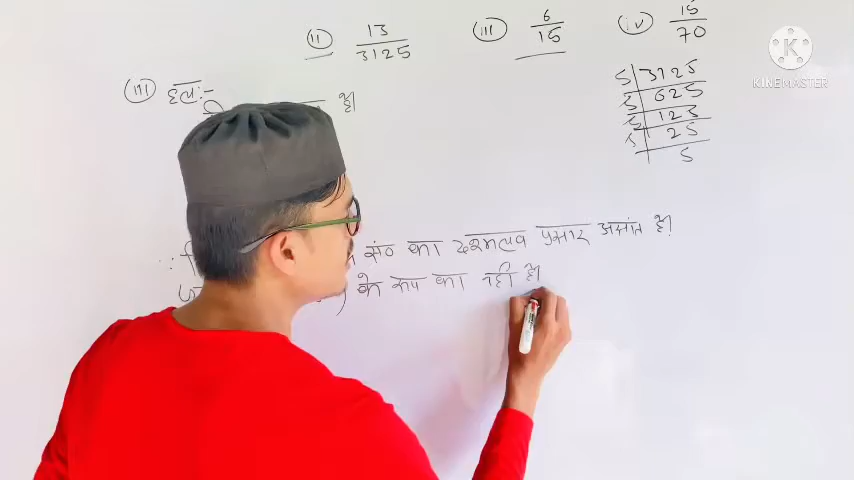 (ii) 13/3125 (iii) 6/15 (iv) 15/70
(iii) हल:-
है।
5 | 3125
5 | 625
5 | 125
5 | 25
5
∵ सं० का दशमलव प्रसार असांत है।
) के रूप का नहीं है।
KINEMASTER